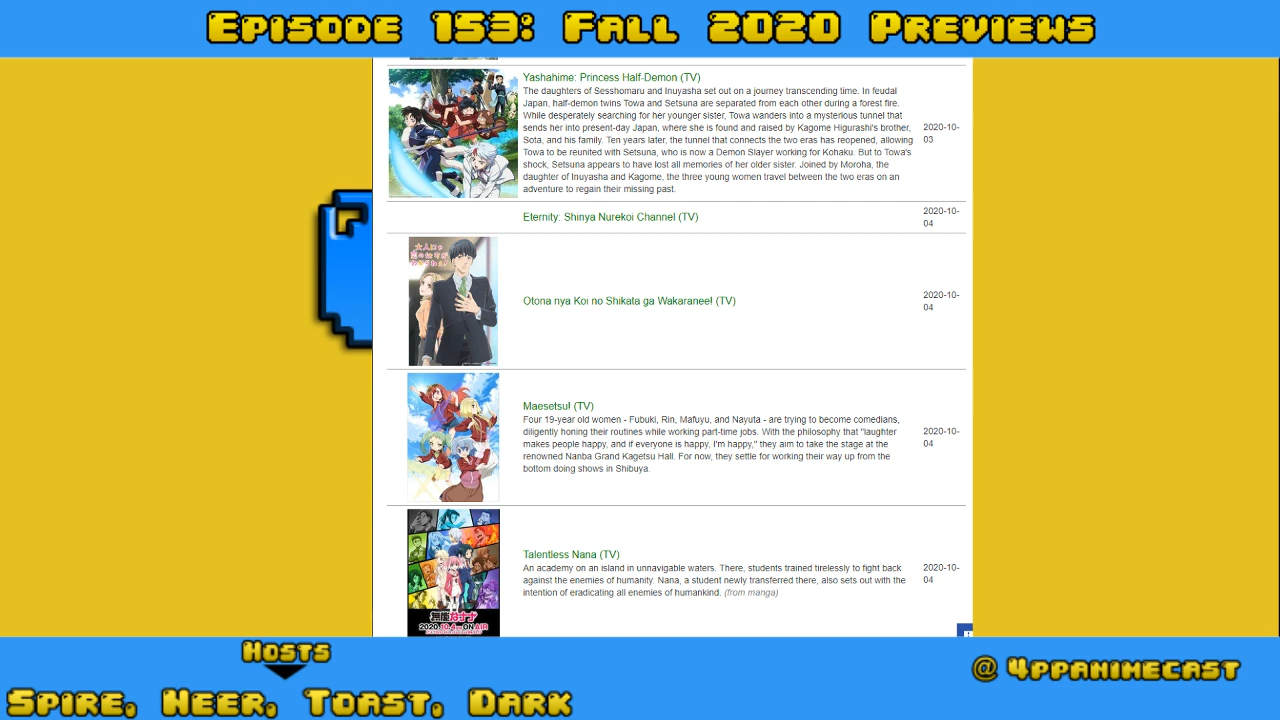 Episode 153: Fall 2020 Previews
Yashahime: Princess Half-Demon (TV)
The daughters of Sesshomaru and Inuyasha set out on a journey transcending time. In feudal
Japan, half-demon twins Towa and Setsuna are separated from each other during a forest fire.
While desperately searching for her younger sister, Towa wanders into a mysterious tunnel that
sends her into present-day Japan, where she is found and raised by Kagome Higurashi's brother,
Sota, and his family. Ten years later, the tunnel that connects the two eras has reopened, allowing
Towa to be reunited with Setsuna, who is now a Demon Slayer working for Kohaku. But to Towa's
shock, Setsuna appears to have lost all memories of her older sister. Joined by Moroha, the
daughter of Inuyasha and Kagome, the three young women travel between the two eras on an
adventure to regain their missing past.
2020-10-
03
Eternity: Shinya Nurekoi Channel (TV)
2020-10-
04
Otona nya Koi no Shikata ga Wakaranee! (TV)
2020-10-
04
Maesetsu! (TV)
Four 19-year old women - Fubuki, Rin, Mafuyu, and Nayuta - are trying to become comedians,
diligently honing their routines while working part-time jobs. With the philosophy that "laughter
makes people happy, and if everyone is happy, I'm happy," they aim to take the stage at the
renowned Nanba Grand Kagetsu Hall. For now, they settle for working their way up from the
bottom doing shows in Shibuya.
2020-10-
04
無能なナナ
2020.10.4 ON AIR
Talentless Nana (TV)
An academy on an island in unnavigable waters. There, students trained tirelessly to fight back
against the enemies of humanity. Nana, a student newly transferred there, also sets out with the
intention of eradicating all enemies of humankind. (from manga)
2020-10-
04
Hosts
Spire, Neer, Toast, Dark
@ 4ppanimecast